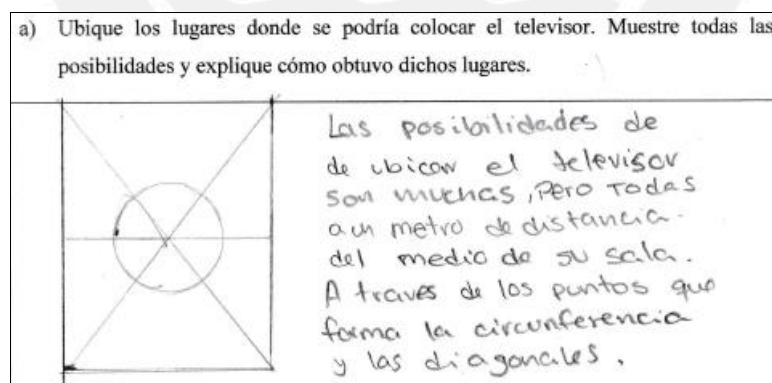 a) Ubique los lugares donde se podría colocar el televisor. Muestre todas las
posibilidades y explique cómo obtuvo dichos lugares.
Las posibilidades de
de ubicar el televisor
son muchas, pero todas
a un metro de distancia.
del medio de su sala.
A traves de los puntos que
forma la circunferencia
y las diagonales.